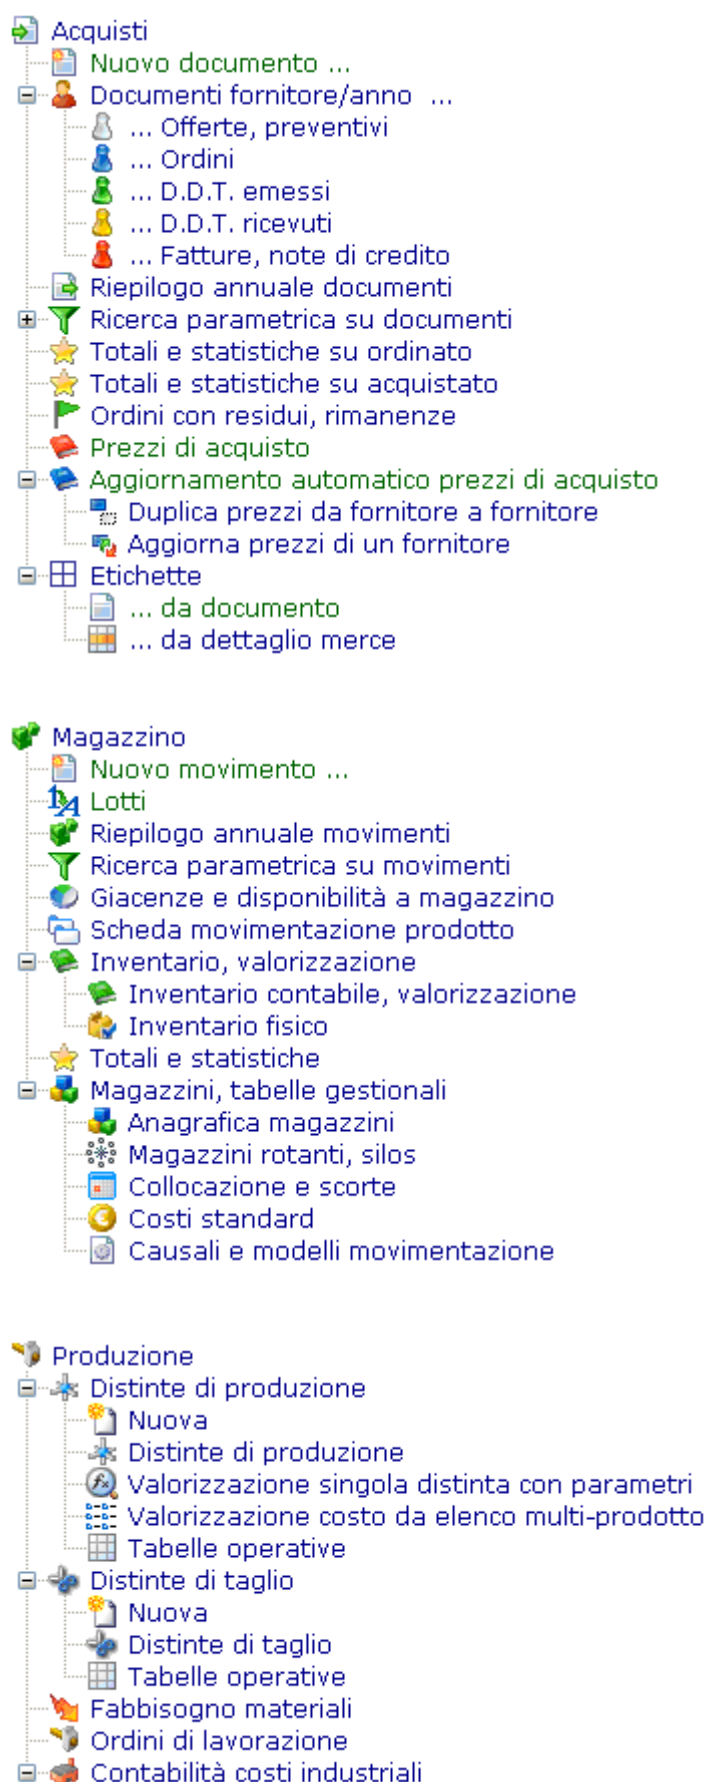 Acquisti
Nuovo documento ...
Documenti fornitore/anno ...
... Offerte, preventivi
... Ordini
... D.D.T. emessi
... D.D.T. ricevuti
... Fatture, note di credito
Riepilogo annuale documenti
Ricerca parametrica su documenti
Totali e statistiche su ordinato
Totali e statistiche su acquistato
Ordini con residui, rimanenze
Prezzi di acquisto
Aggiornamento automatico prezzi di acquisto
Duplica prezzi da fornitore a fornitore
Aggiorna prezzi di un fornitore
Etichette
... da documento
... da dettaglio merce
Magazzino
Nuovo movimento ...
Lotti
Riepilogo annuale movimenti
Ricerca parametrica su movimenti
Giacenze e disponibilità a magazzino
Scheda movimentazione prodotto
Inventario, valorizzazione
Inventario contabile, valorizzazione
Inventario fisico
Totali e statistiche
Magazzini, tabelle gestionali
Anagrafica magazzini
Magazzini rotanti, silos
Collocazione e scorte
Costi standard
Causali e modelli movimentazione
Produzione
Distinte di produzione
Nuova
Distinte di produzione
Valorizzazione singola distinta con parametri
Valorizzazione costo da elenco multi-prodotto
Tabelle operative
Distinte di taglio
Nuova
Distinte di taglio
Tabelle operative
Fabbisogno materiali
Ordini di lavorazione
Contabilità costi industriali